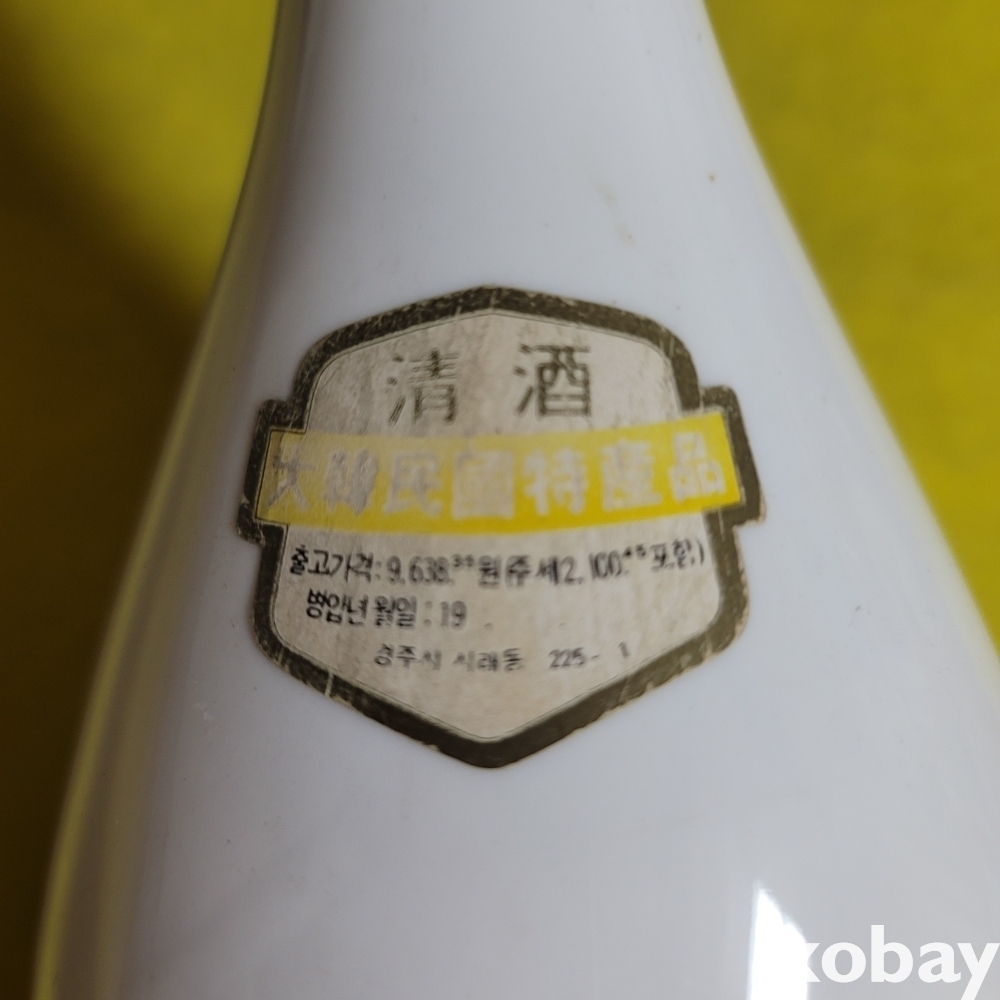 清酒
大韓民國特産品
출고가격:9,638.³⁵원(주세2,100.⁴⁵포함)
병입년월일:19 .
경주시 시래동 225-1
kobay